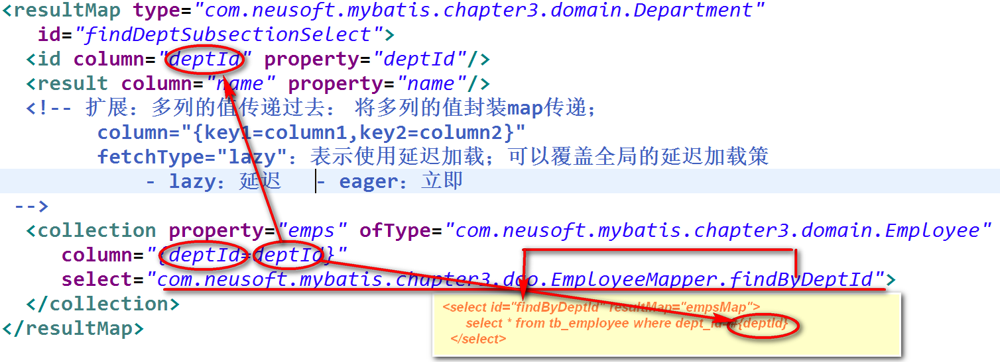 <resultMap type="com.neusoft.mybatis.chapter3.domain.Department"
id="findDeptSubsectionSelect">
<id column="deptId" property="deptId"/>
<result column="name" property="name"/>
<!-- 扩展：多列的值传递过去： 将多列的值封装map传递；
column="{key1=column1,key2=column2}"
fetchType="lazy"：表示使用延迟加载；可以覆盖全局的延迟加载策
- lazy：延迟 - eager：立即
-->
<collection property="emps" ofType="com.neusoft.mybatis.chapter3.domain.Employee"
column="{deptId=deptId}"
select="com.neusoft.mybatis.chapter3.dao.EmployeeMapper.findByDeptId">
</collection>
<select id="findByDeptId" resultMap="empsMap">
select * from tb_employee where dept_id=#{deptId}
</select>
</resultMap>